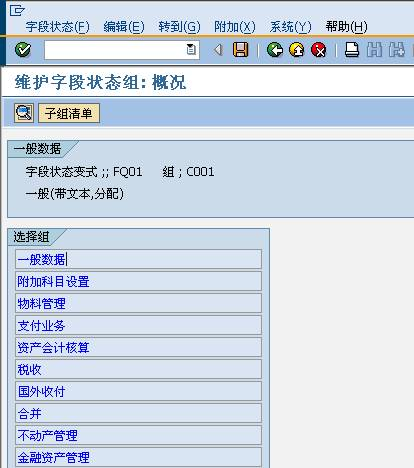 字段状态(F) 编辑(E) 转到(G) 附加(X) 系统(Y) 帮助(H)
维护字段状态组: 概况
子组清单
一般数据
字段状态变式 ;; FQ01 组 ; C001
一般(带文本,分配)
选择组
一般数据
附加科目设置
物料管理
支付业务
资产会计核算
税收
国外收付
合并
不动产管理
金融资产管理